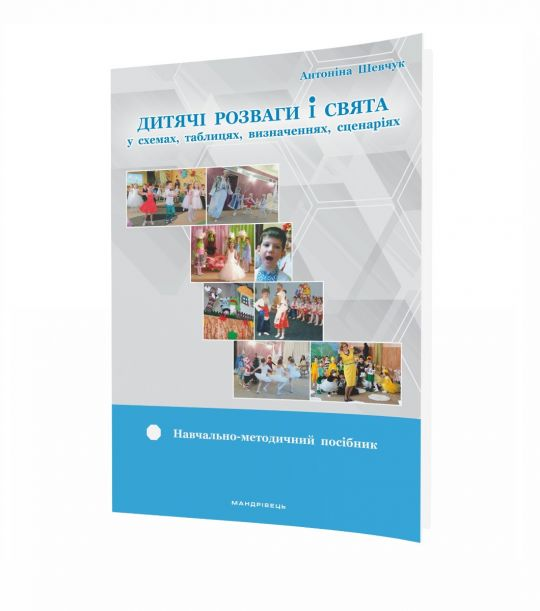 Антоніна Шевчук
ДИТЯЧІ РОЗВАГИ і СВЯТА
у схемах, таблицях, визначеннях, сценаріях
Навчально-методичний посібник
МАНДРІВЕЦЬ